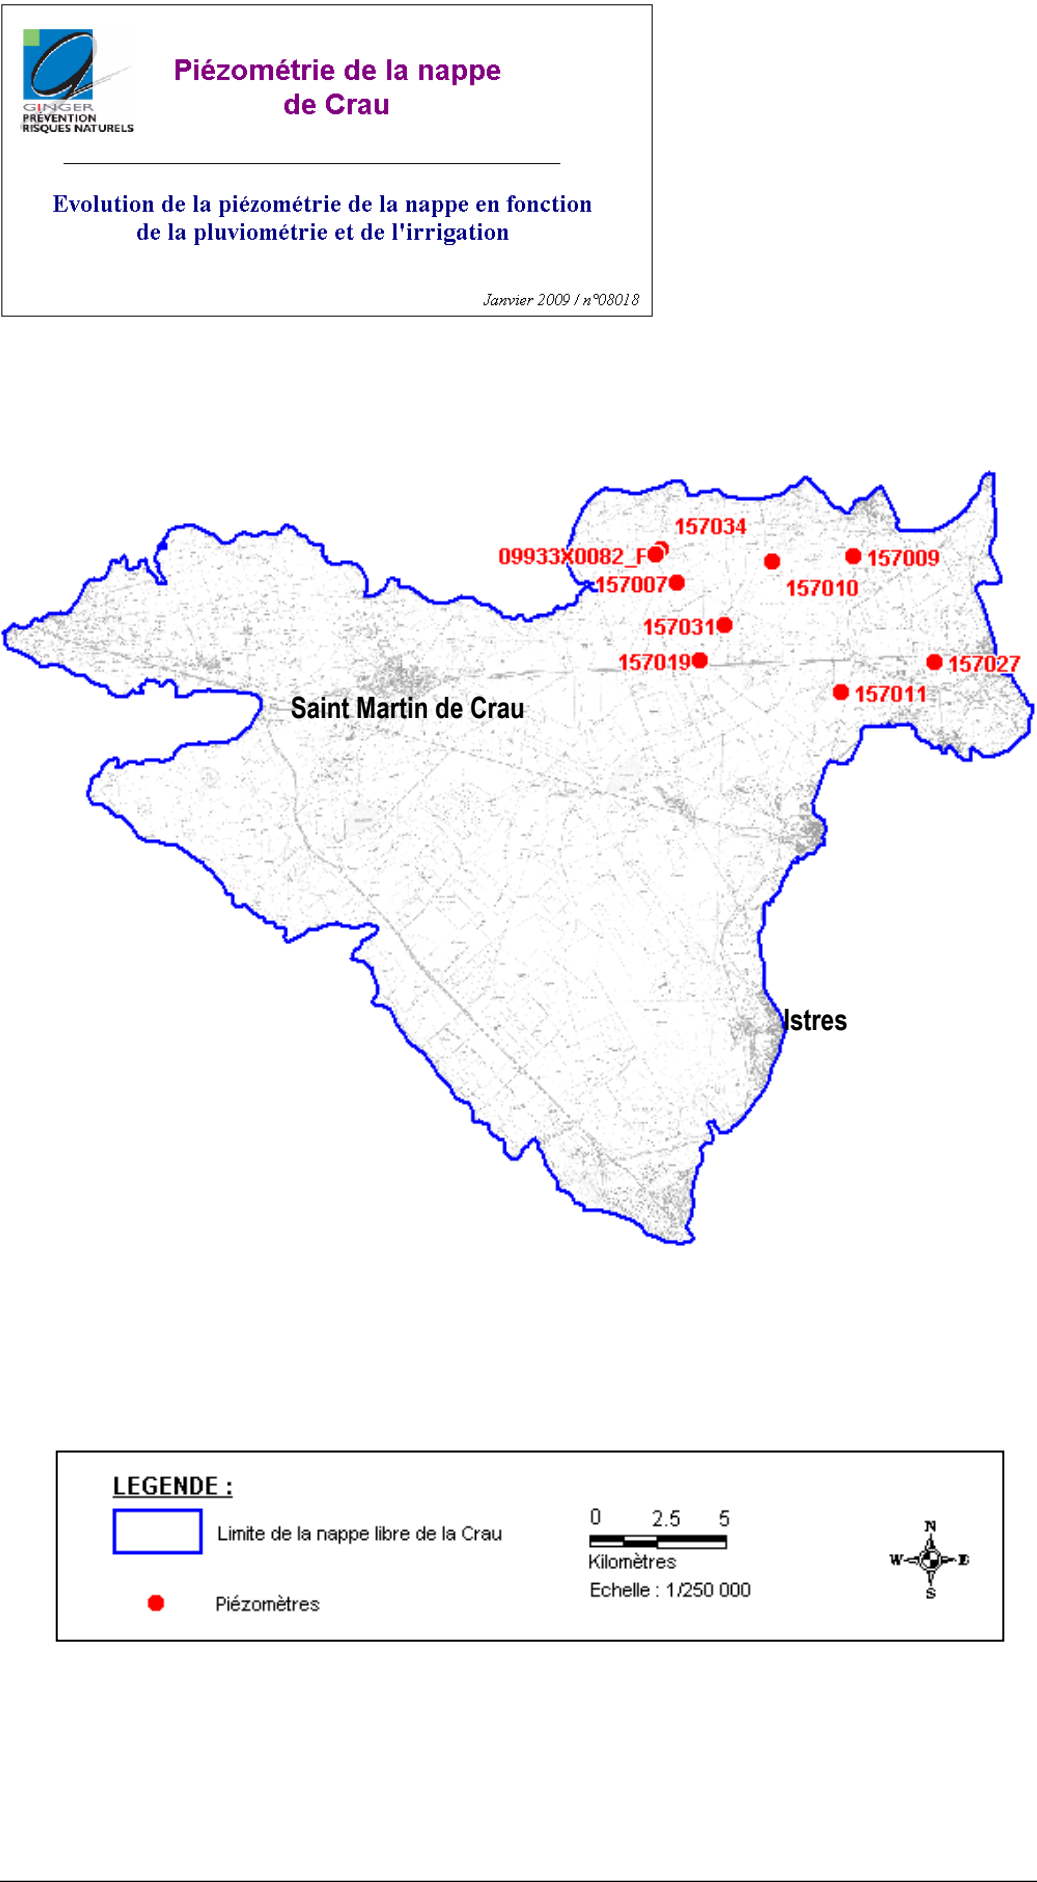 GINGER
PRÉVENTION
RISQUES NATURELS
Piézométrie de la nappe
de Crau
Evolution de la piézométrie de la nappe en fonction
de la pluviométrie et de l'irrigation
Janvier 2009 / n°08018
157034
09933X0082_F
157009
157007
157010
157031
157019
157027
157011
Saint Martin de Crau
Istres
LEGENDE :
Limite de la nappe libre de la Crau
Piézomètres
0 2.5 5
Kilomètres
Echelle : 1/250 000
N
W E
S